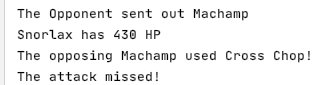 The Opponent sent out Machamp
Snorlax has 430 HP
The opposing Machamp used Cross Chop!
The attack missed!